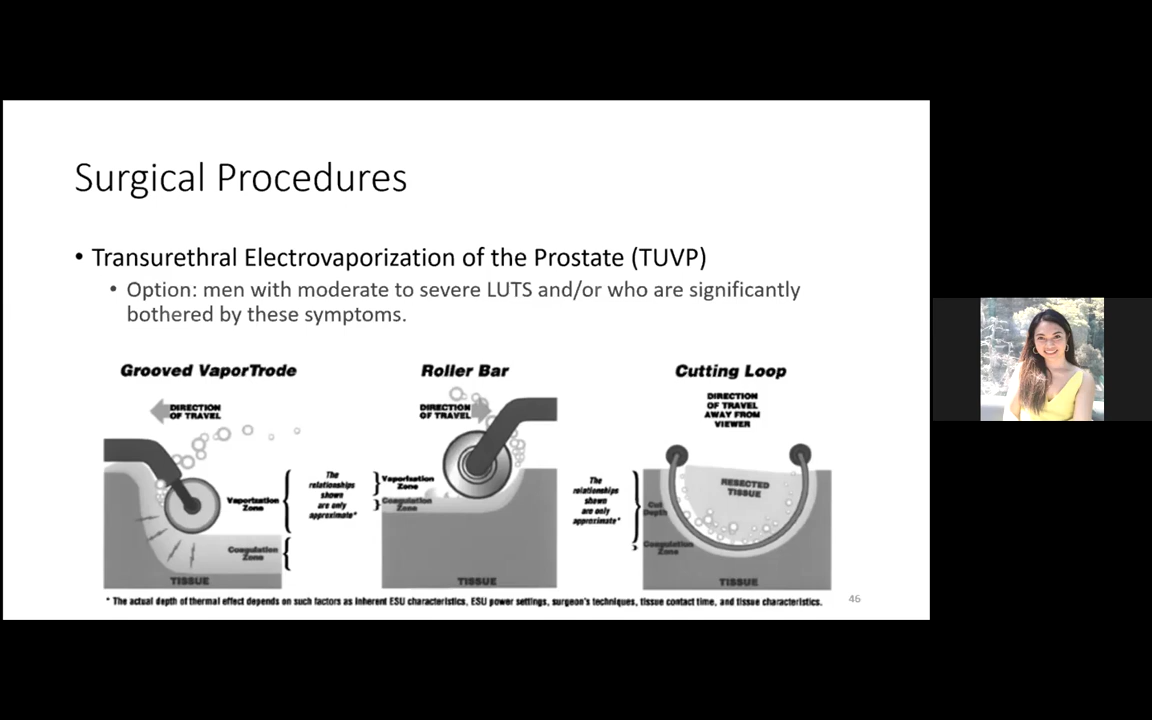 Surgical Procedures
• Transurethral Electrovaporization of the Prostate (TUVP)
• Option: men with moderate to severe LUTS and/or who are significantly
bothered by these symptoms.
Grooved VaporTrode
DIRECTION
OF TRAVEL
Vaporization
Zone
Coagulation
Zone
TISSUE
The
relationships
shown
are only
approximate*
Roller Bar
DIRECTION
OF TRAVEL
Vaporization
Zone
Coagulation
Zone
TISSUE
The
relationships
shown
are only
approximate*
Cutting Loop
DIRECTION
OF TRAVEL
AWAY FROM
VIEWER
RESECTED
TISSUE
Cut
Depth
Coagulation
Zone
TISSUE
* The actual depth of thermal effect depends on such factors as inherent ESU characteristics, ESU power settings, surgeon's techniques, tissue contact time, and tissue characteristics.
46